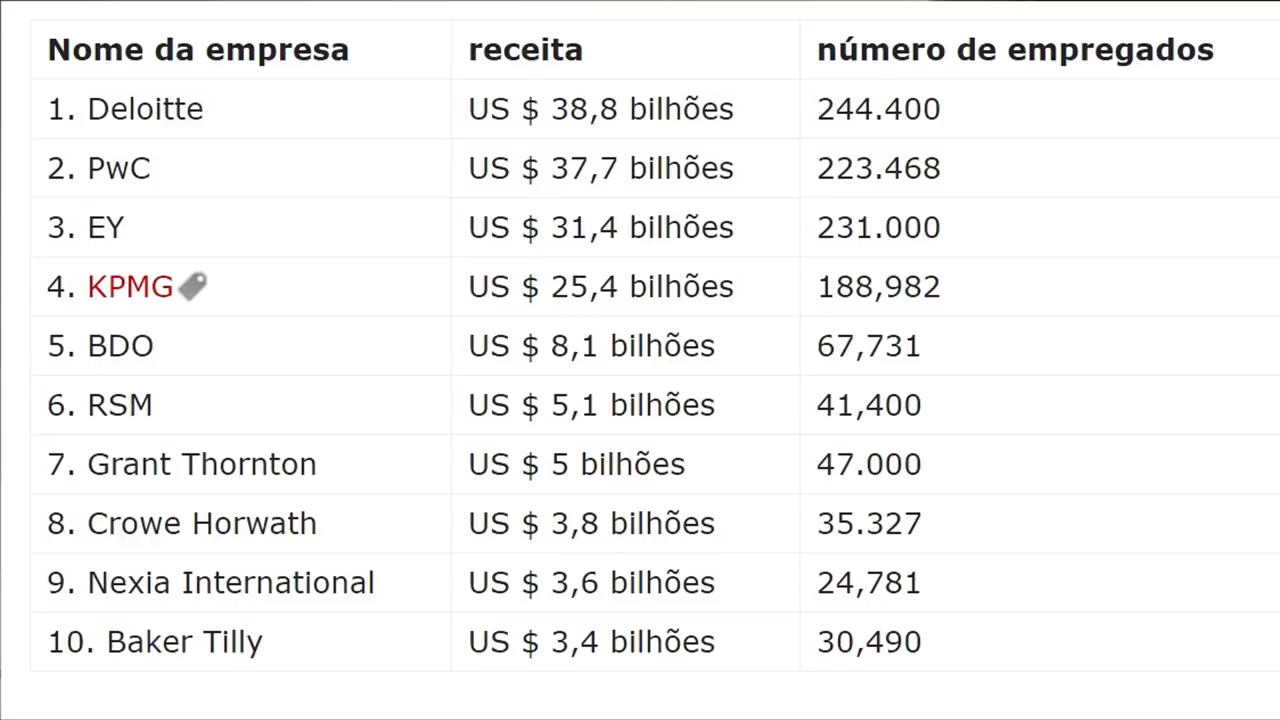 Nome da empresa receita número de empregados
1. Deloitte US $ 38,8 bilhões 244.400
2. PwC US $ 37,7 bilhões 223.468
3. EY US $ 31,4 bilhões 231.000
4. KPMG US $ 25,4 bilhões 188,982
5. BDO US $ 8,1 bilhões 67,731
6. RSM US $ 5,1 bilhões 41,400
7. Grant Thornton US $ 5 bilhões 47.000
8. Crowe Horwath US $ 3,8 bilhões 35.327
9. Nexia International US $ 3,6 bilhões 24,781
10. Baker Tilly US $ 3,4 bilhões 30,490